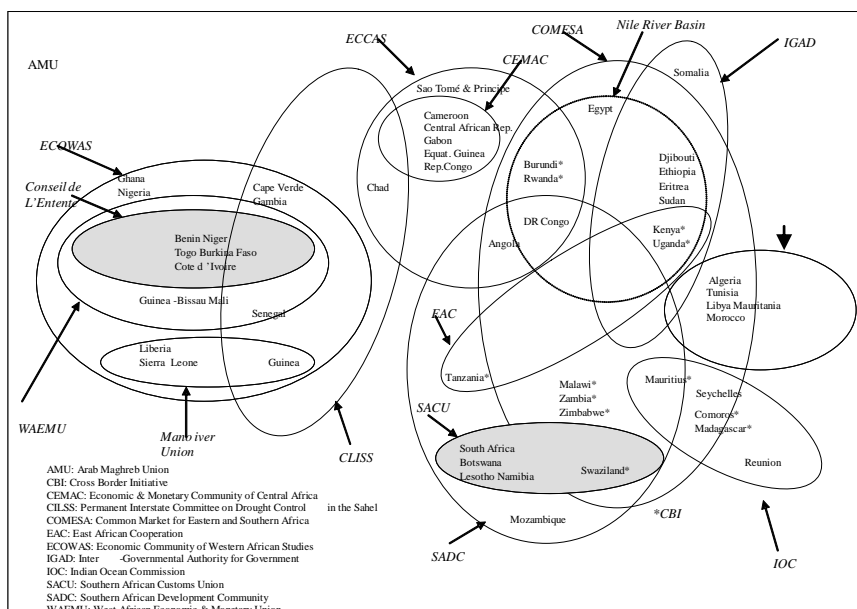 AMU
ECCAS
COMESA
Nile River Basin
IGAD
CEMAC
Somalia
Sao Tomé & Principe
Egypt
Cameroon
Central African Rep.
Gabon
Equat. Guinea
Rep.Congo
ECOWAS
Ghana
Nigeria
Conseil de
L'Entente
Cape Verde
Gambia
Chad
Burundi*
Rwanda*
Djibouti
Ethiopia
Eritrea
Sudan
DR Congo
Angola
Kenya*
Uganda*
Benin Niger
Togo Burkina Faso
Cote d 'Ivoire
Guinea -Bissau Mali
Senegal
Algeria
Tunisia
Libya Mauritania
Morocco
EAC
Liberia
Sierra Leone
Guinea
Tanzania*
Malawi*
Zambia*
Zimbabwe*
Mauritius*
Seychelles
Comoros*
Madagascar*
Reunion
SACU
WAEMU
Mano iver
Union
CLISS
South Africa
Botswana
Lesotho Namibia
Swaziland*
Mozambique
*CBI
SADC
IOC
AMU: Arab Maghreb Union
CBI: Cross Border Initiative
CEMAC: Economic & Monetary Community of Central Africa
CILSS: Permanent Interstate Committee on Drought Control in the Sahel
COMESA: Common Market for Eastern and Southern Africa
EAC: East African Cooperation
ECOWAS: Economic Community of Western African Studies
IGAD: Inter -Governmental Authority for Government
IOC: Indian Ocean Commission
SACU: Southern African Customs Union
SADC: Southern African Development Community
WAEMU: West African Economic & Monetary Union